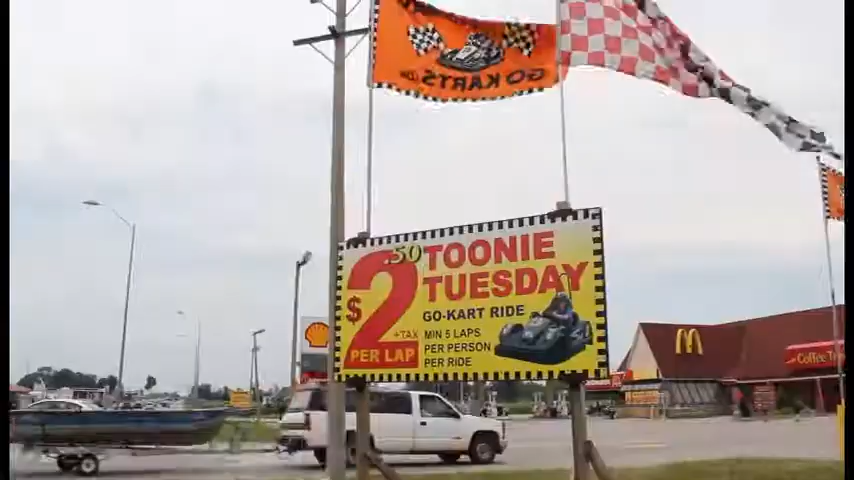 GO KARTS
.50
TOONIE
TUESDAY
$2
GO-KART RIDE
+TAX
MIN 5 LAPS
PER LAP
PER PERSON
PER RIDE
Coffee